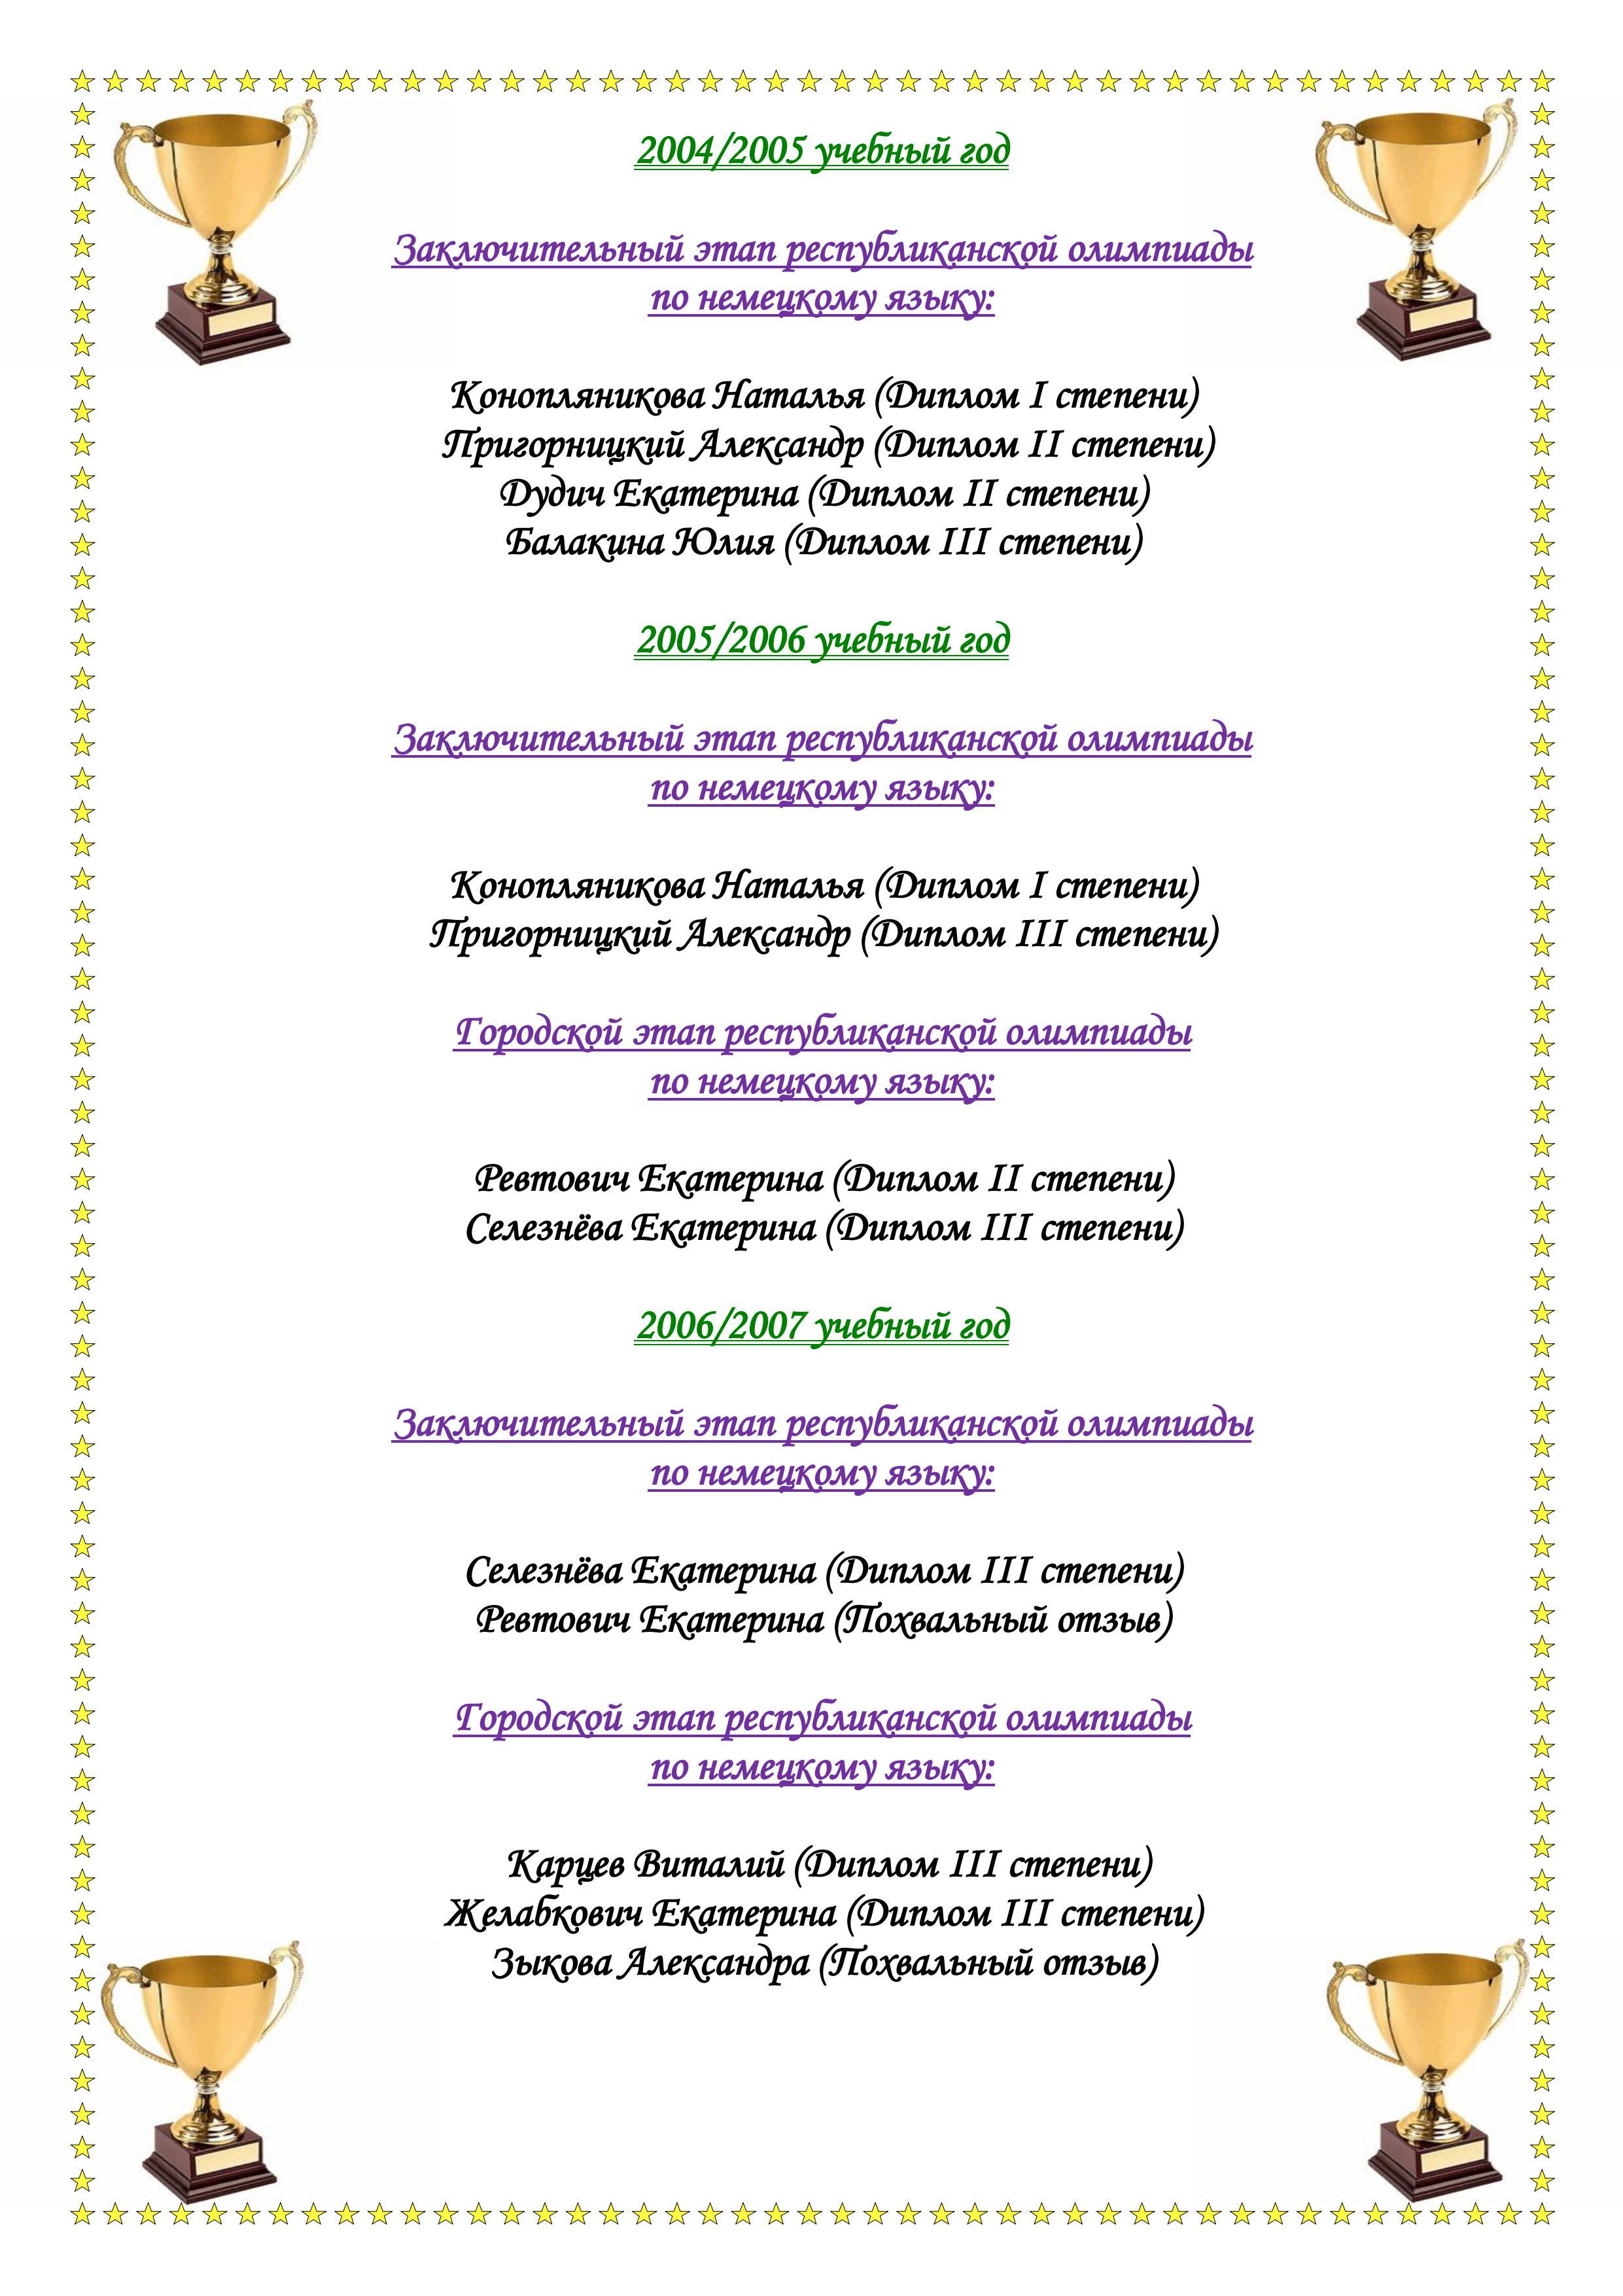 2004/2005 учебный год
Заключительный этап республиканской олимпиады
по немецкому языку:
Конопляникова Наталья (Диплом I степени)
Пригорницкий Александр (Диплом II степени)
Дудич Екатерина (Диплом II степени)
Балакина Юлия (Диплом III степени)
2005/2006 учебный год
Заключительный этап республиканской олимпиады
по немецкому языку:
Конопляникова Наталья (Диплом I степени)
Пригорницкий Александр (Диплом III степени)
Городской этап республиканской олимпиады
по немецкому языку:
Ревтович Екатерина (Диплом II степени)
Селезнёва Екатерина (Диплом III степени)
2006/2007 учебный год
Заключительный этап республиканской олимпиады
по немецкому языку:
Селезнёва Екатерина (Диплом III степени)
Ревтович Екатерина (Похвальный отзыв)
Городской этап республиканской олимпиады
по немецкому языку:
Карцев Виталий (Диплом III степени)
Желабкович Екатерина (Диплом III степени)
Зыкова Александра (Похвальный отзыв)